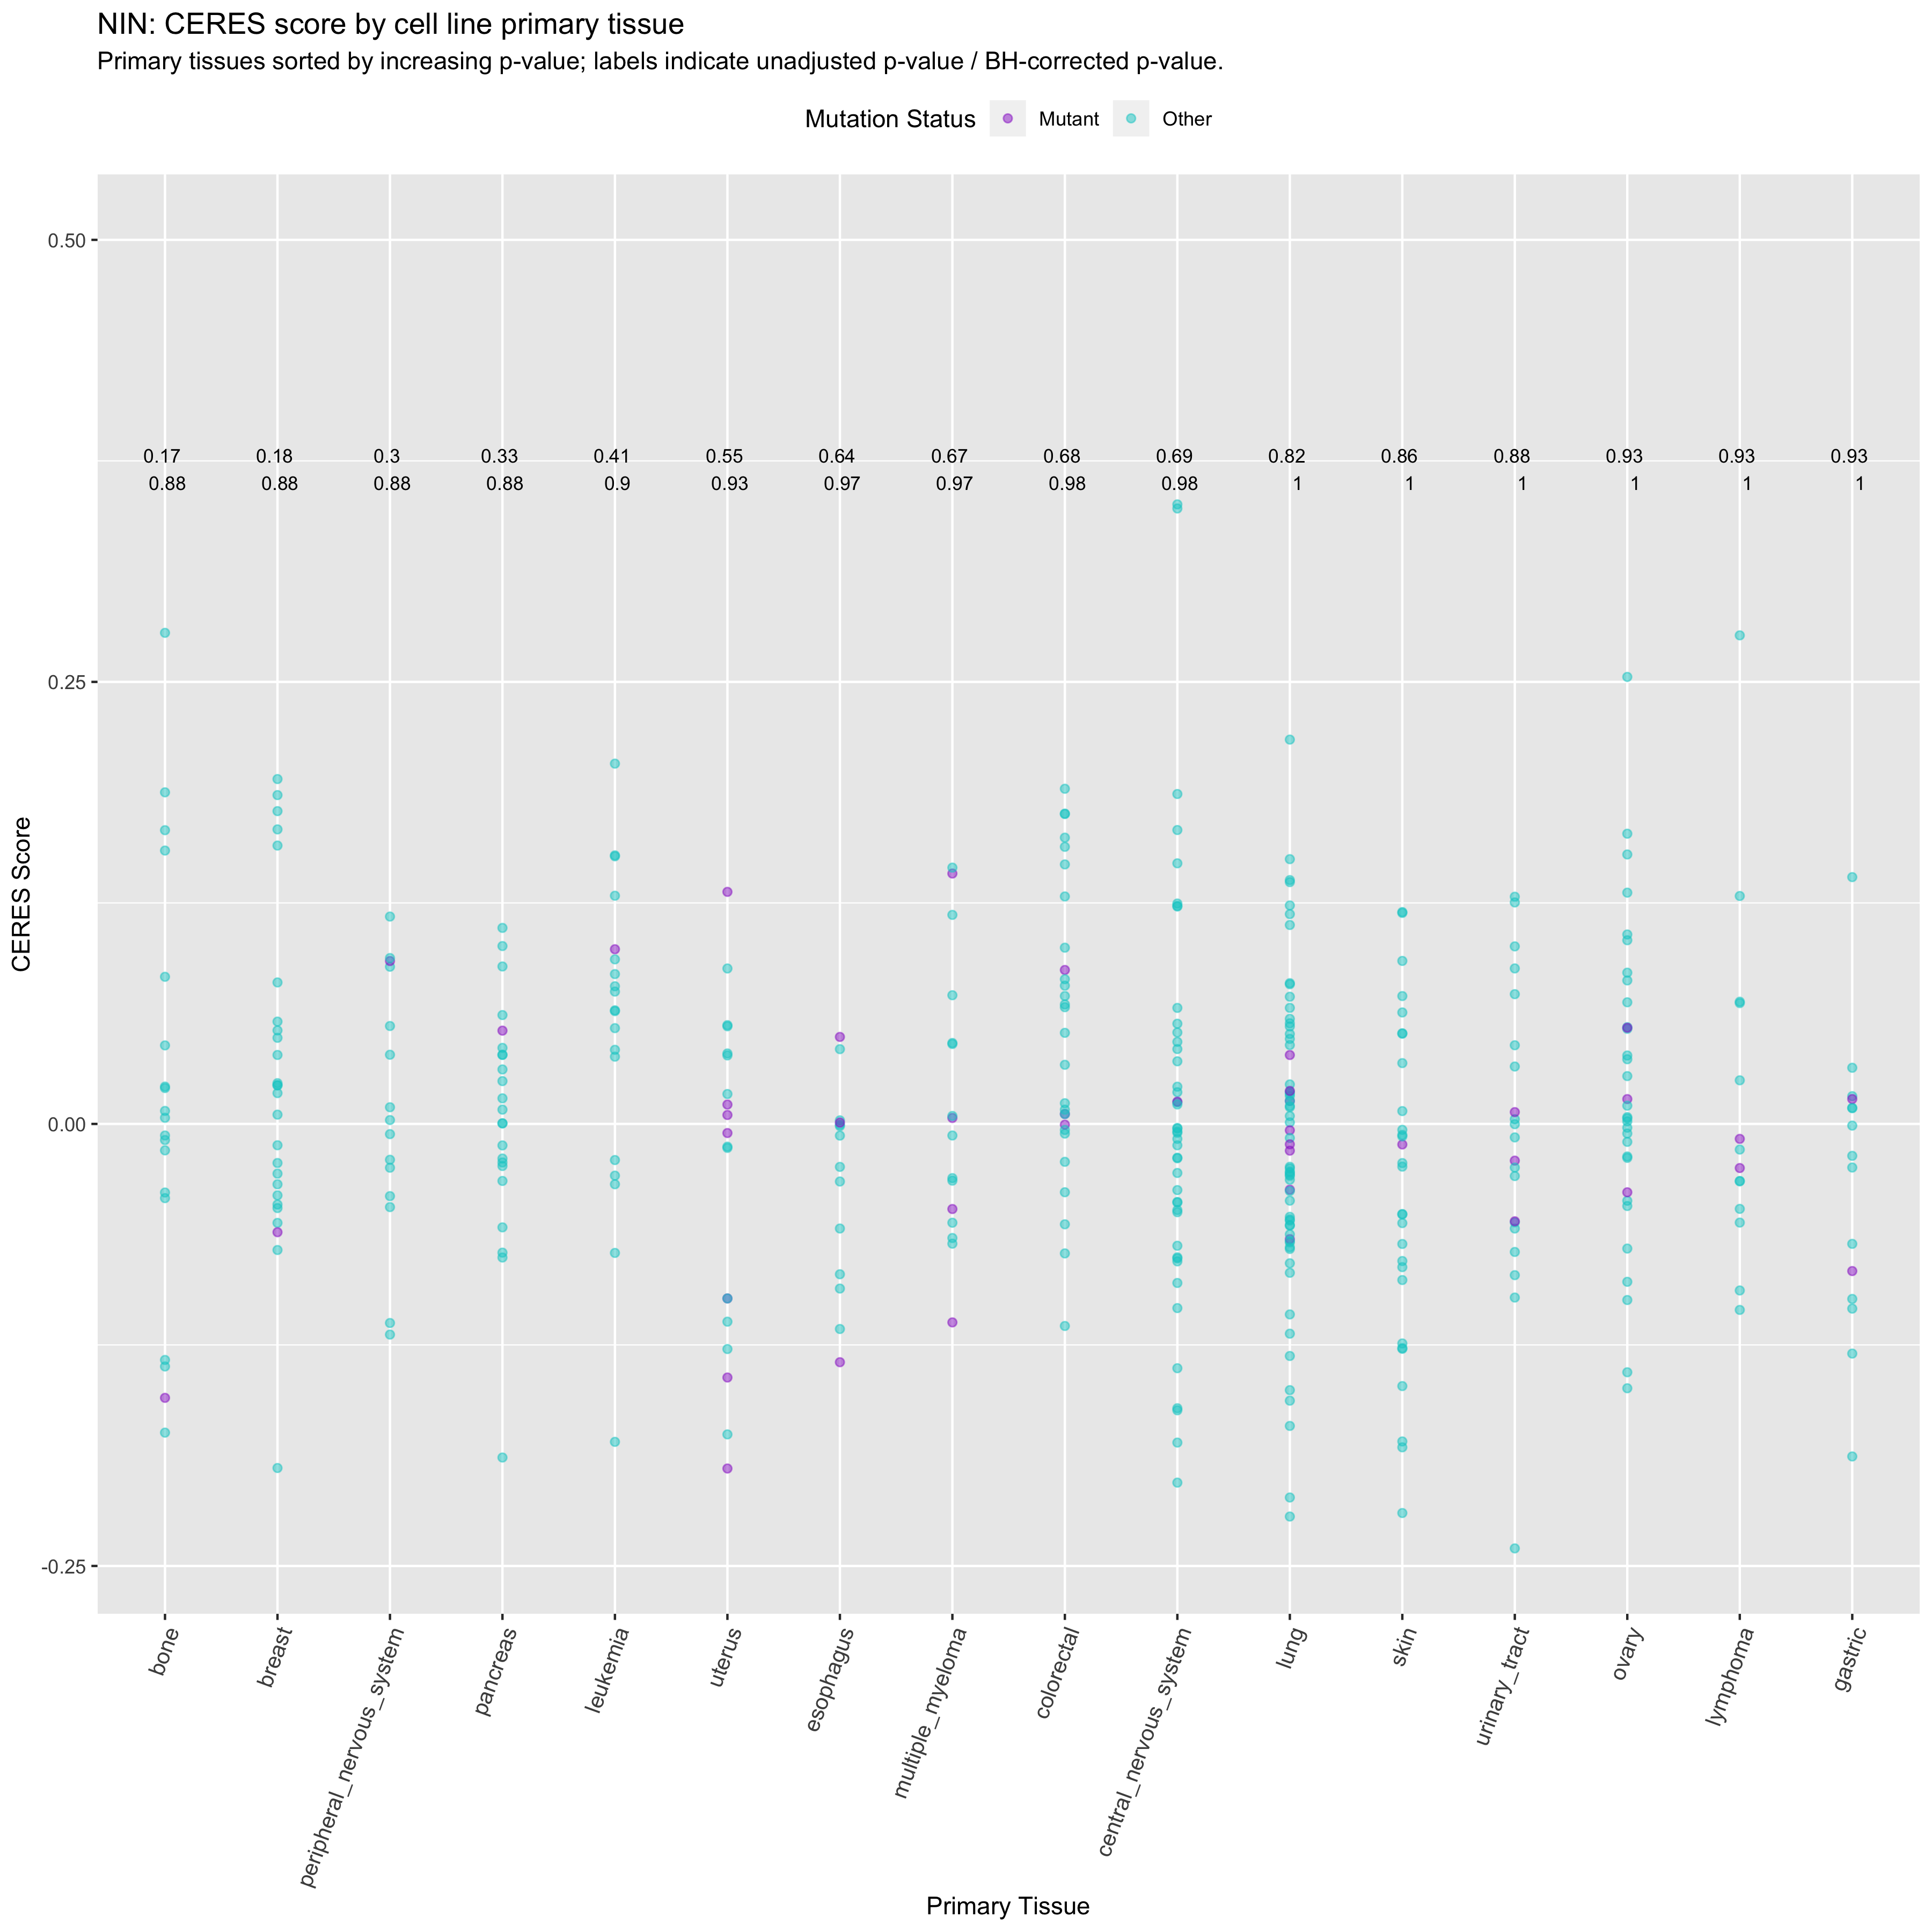 NIN: CERES score by cell line primary tissue
Primary tissues sorted by increasing p-value; labels indicate unadjusted p-value / BH-corrected p-value.
Mutation Status Mutant Other
0.50
0.17 0.18 0.3 0.33 0.41 0.55 0.64 0.67 0.68 0.69 0.82 0.86 0.88 0.93 0.93 0.93
0.88 0.88 0.88 0.88 0.9 0.93 0.97 0.97 0.98 0.98 1 1 1 1 1 1
0.25
CERES Score
0.00
-0.25
bone
breast
peripheral_nervous_system
pancreas
leukemia
uterus
esophagus
multiple_myeloma
colorectal
central_nervous_system
lung
skin
urinary_tract
ovary
lymphoma
gastric
Primary Tissue